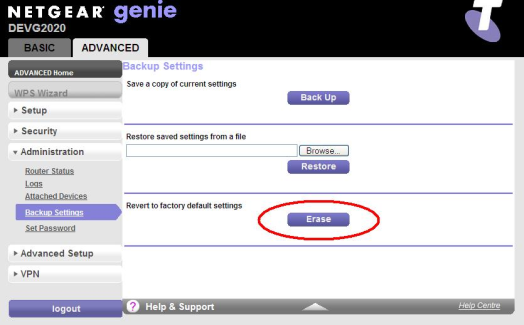 NETGEAR genie
DEVG2020
BASIC ADVANCED
ADVANCED Home
WPS Wizard
Setup
Security
Administration
Router Status
Logs
Attached Devices
Backup Settings
Set Password
Advanced Setup
VPN
logout
Backup Settings
Save a copy of current settings
Back Up
Restore saved settings from a file
Browse...
Restore
Revert to factory default settings
Erase
? Help & Support
Help Centre